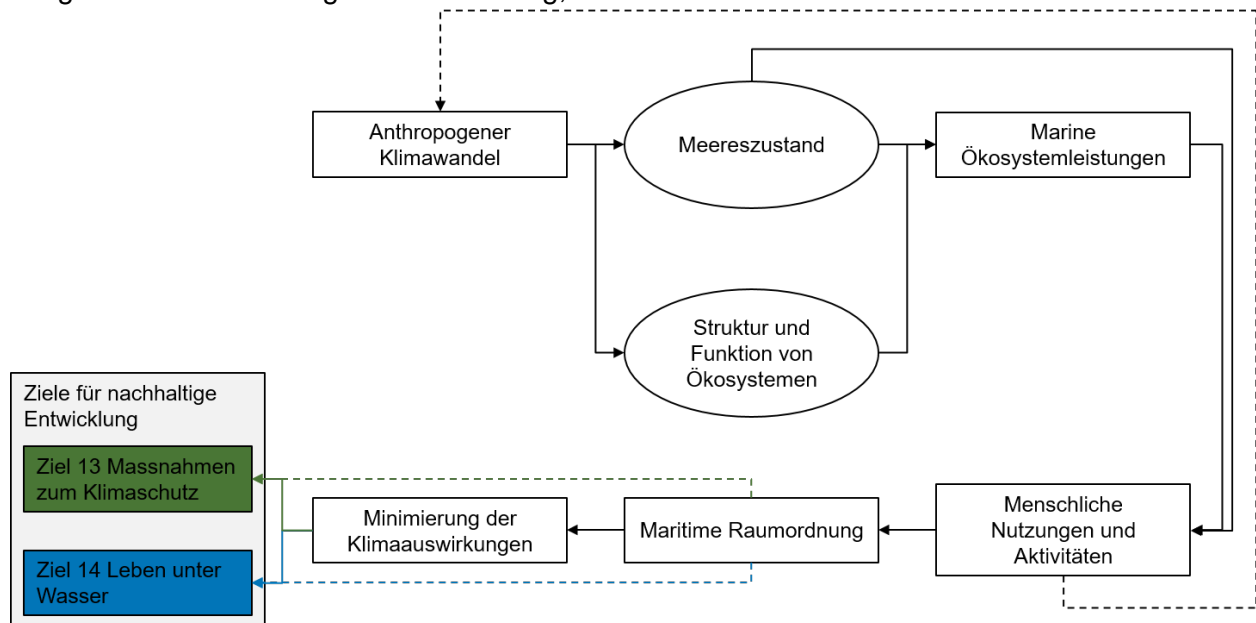 Anthropogener
Klimawandel
Meereszustand
Marine
Ökosystemleistungen
Struktur und
Funktion von
Ökosystemen
Ziele für nachhaltige
Entwicklung
Ziel 13 Massnahmen
zum Klimaschutz
Ziel 14 Leben unter
Wasser
Minimierung der
Klimaauswirkungen
Maritime Raumordnung
Menschliche
Nutzungen und
Aktivitäten